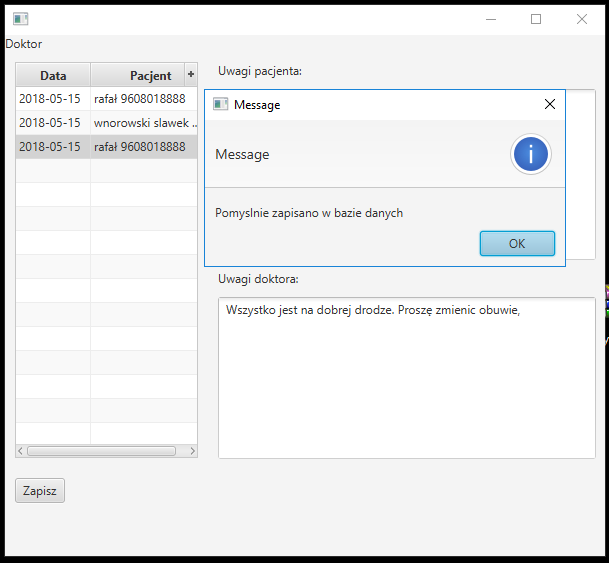 Doktor
Data Pacjent +
Uwagi pacjenta:
2018-05-15 rafał 9608018888
2018-05-15 wnorowski slawek ..
2018-05-15 rafał 9608018888
Message
Message
Pomyslnie zapisano w bazie danych
OK
Uwagi doktora:
Wszystko jest na dobrej drodze. Proszę zmienic obuwie,
Zapisz